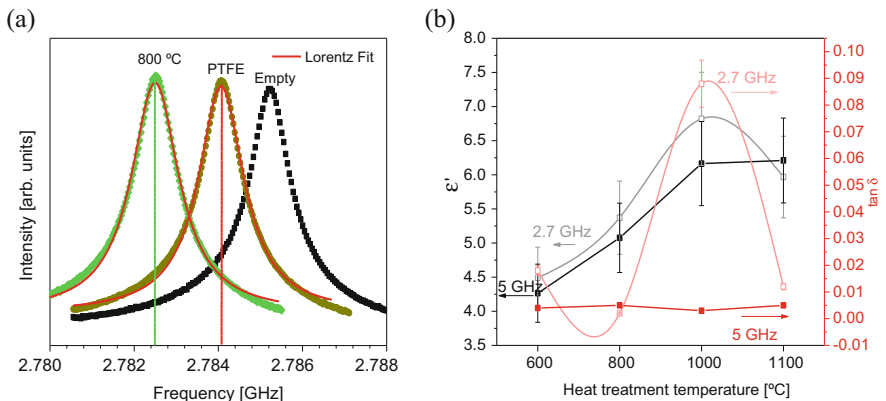 (a)
800 ºC
PTFE
Empty
Lorentz Fit
Intensity [arb. units]
2.780
2.782
2.784
2.786
2.788
Frequency [GHz]
(b)
8.0
7.5
7.0
6.5
6.0
5.5
5.0
4.5
4.0
3.5
ε'
2.7 GHz
2.7 GHz
5 GHz
5 GHz
0.10
0.09
0.08
0.07
0.06
0.05
0.04
0.03
0.02
0.01
0.00
-0.01
tan δ
600
800
1000
1100
Heat treatment temperature [ºC]